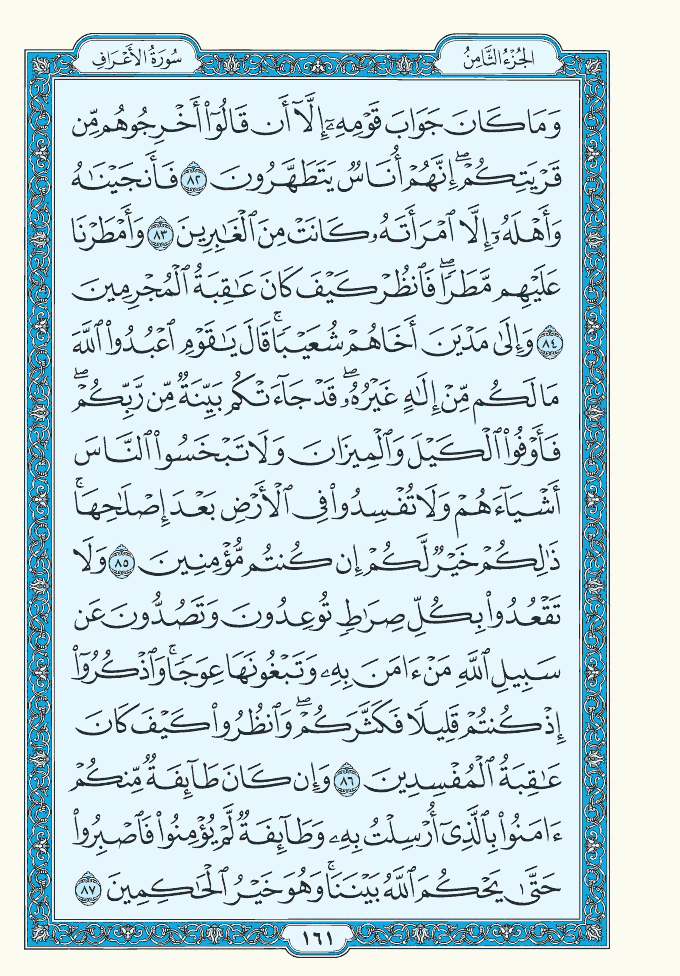 الجُزْءُ الثَّامِنُ
سُورَةُ الأَعْرَافِ
وَمَا كَانَ جَوَابَ قَوْمِهِۦٓ إِلَّآ أَن قَالُوٓا۟ أَخْرِجُوهُم مِّن
قَرْيَتِكُمْ ۖ إِنَّهُمْ أُنَاسٌ يَتَطَهَّرُونَ ٨٢ فَأَنجَيْنَـٰهُ
وَأَهْلَهُۥٓ إِلَّا ٱمْرَأَتَهُۥ كَانَتْ مِنَ ٱلْغَـٰبِرِينَ ٨٣ وَأَمْطَرْنَا
عَلَيْهِم مَّطَرًا ۖ فَٱنظُرْ كَيْفَ كَانَ عَـٰقِبَةُ ٱلْمُجْرِمِينَ
٨٤ وَإِلَىٰ مَدْيَنَ أَخَاهُمْ شُعَيْبًا ۚ قَالَ يَـٰقَوْمِ ٱعْبُدُوا۟ ٱللَّهَ
مَا لَكُم مِّنْ إِلَـٰهٍ غَيْرُهُۥ ۖ قَدْ جَآءَتْكُم بَيِّنَةٌ مِّن رَّبِّكُمْ ۖ
فَأَوْفُوا۟ ٱلْكَيْلَ وَٱلْمِيزَانَ وَلَا تَبْخَسُوا۟ ٱلنَّاسَ
أَشْيَآءَهُمْ وَلَا تُفْسِدُوا۟ فِى ٱلْأَرْضِ بَعْدَ إِصْلَـٰحِهَا ۚ
ذَٰلِكُمْ خَيْرٌ لَّكُمْ إِن كُنتُم مُّؤْمِنِينَ ٨٥ وَلَا
تَقْعُدُوا۟ بِكُلِّ صِرَٰطٍ تُوعِدُونَ وَتَصُدُّونَ عَن
سَبِيلِ ٱللَّهِ مَنْ ءَامَنَ بِهِۦ وَتَبْغُونَهَا عِوَجًا ۚ وَٱذْكُرُوٓا۟
إِذْ كُنتُمْ قَلِيلًا فَكَثَّرَكُمْ ۖ وَٱنظُرُوا۟ كَيْفَ كَانَ
عَـٰقِبَةُ ٱلْمُفْسِدِينَ ٨٦ وَإِن كَانَ طَآئِفَةٌ مِّنكُمْ
ءَامَنُوا۟ بِٱلَّذِىٓ أُرْسِلْتُ بِهِۦ وَطَآئِفَةٌ لَّمْ يُؤْمِنُوا۟ فَٱصْبِرُوا۟
حَتَّىٰ يَحْكُمَ ٱللَّهُ بَيْنَنَا ۚ وَهُوَ خَيْرُ ٱلْحَـٰكِمِينَ ٨٧
١٦١